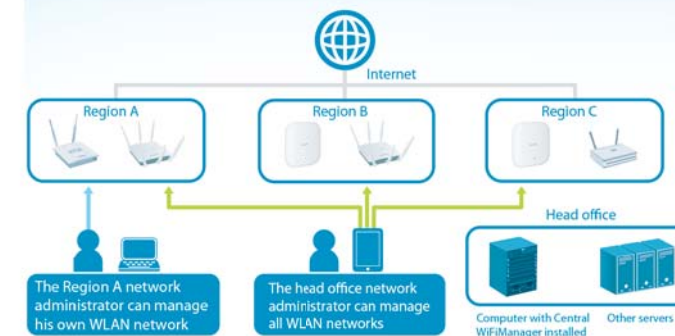 Internet
Region A
Region B
Region C
Head office
The Region A network
administrator can manage
his own WLAN network
The head office network
administrator can manage
all WLAN networks
Computer with Central
WiFiManager installed
Other servers